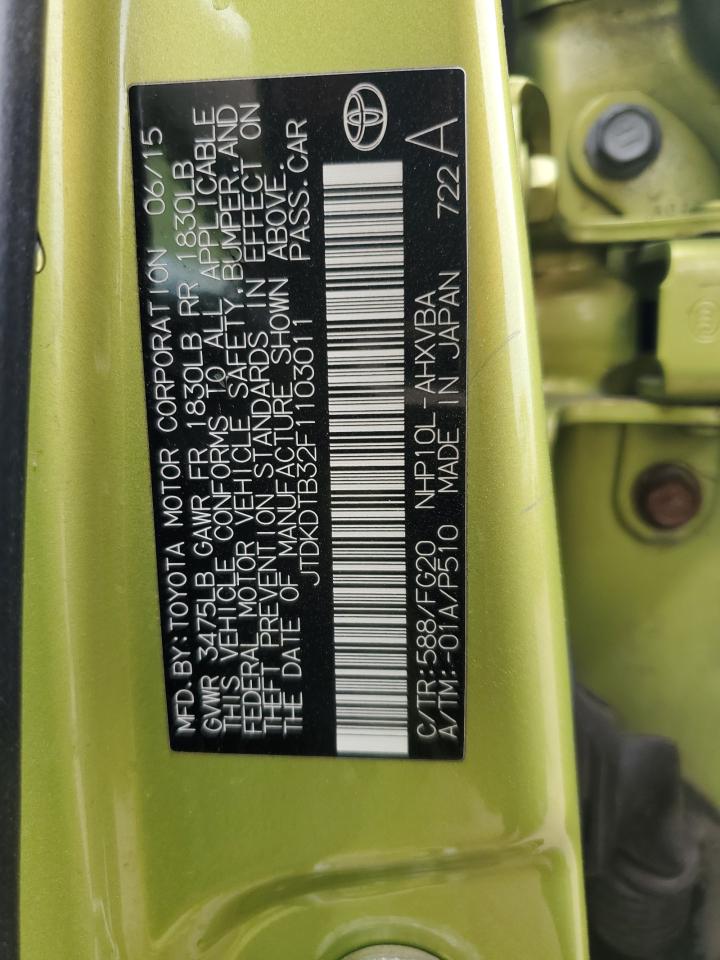 MFD. BY: TOYOTA MOTOR CORPORATION 06/15
GVWR 3475LB GAWR FR 1830LB RR 1830LB
THIS VEHICLE CONFORMS TO ALL APPLICABLE
FEDERAL MOTOR VEHICLE SAFETY, BUMPER, AND
THEFT PREVENTION STANDARDS IN EFFECT ON
THE DATE OF MANUFACTURE SHOWN ABOVE.
JTDKDTB32F1103011 PASS. CAR
C/TR: 588/FG20 NHP10L-AHXVBA 722
A/TM: -01A/P510 MADE IN JAPAN A